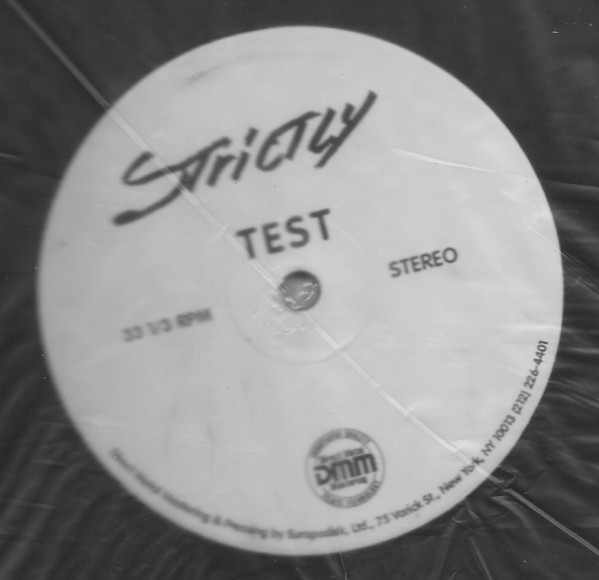 Strictly
TEST
STEREO
33 1/3 RPM
DMM
Direct Metal Mastering & Pressing by Europadisk, Ltd., 75 Varick St., New York, NY 10013 (212) 226-4401